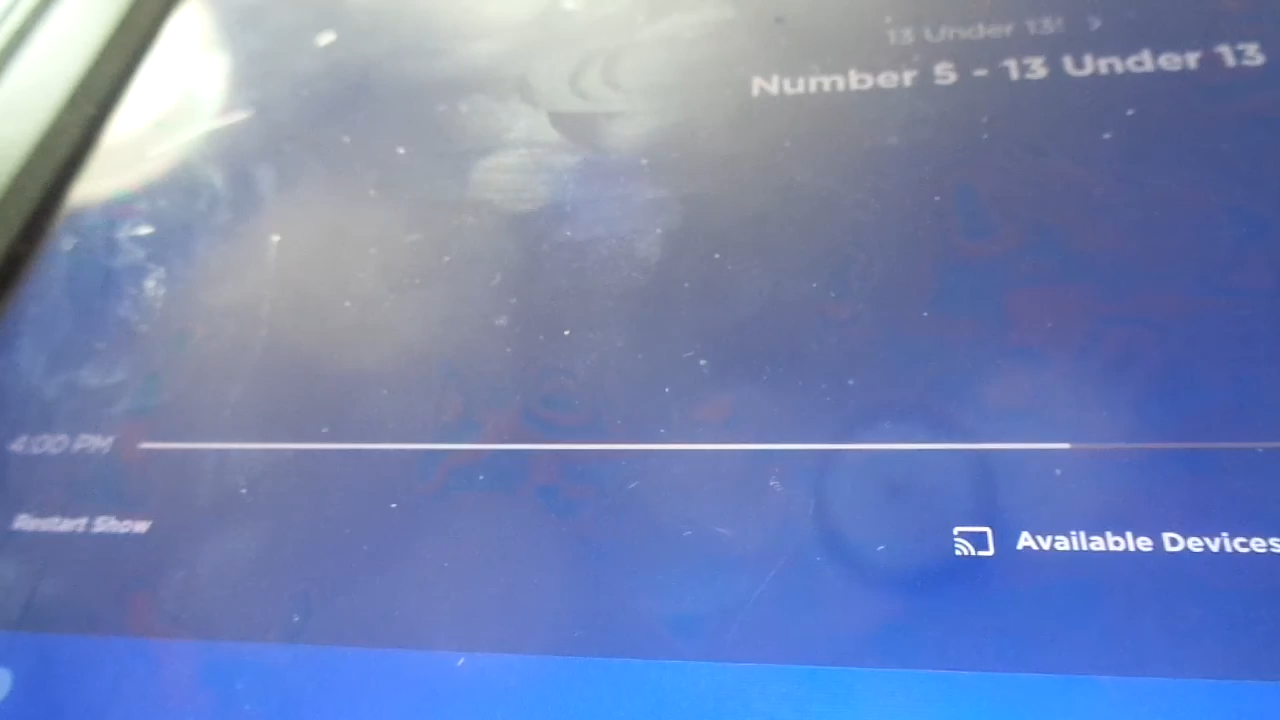 13 Under 13!
Number 5 - 13 Under 13
4:00 PM
Restart Show
Available Devices